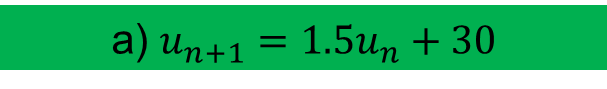 a) uₙ₊₁ = 1.5uₙ + 30